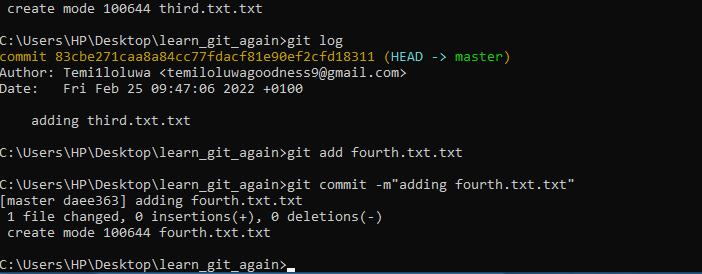 create mode 100644 third.txt.txt
C:\Users\HP\Desktop\learn_git_again>git log
commit 83cbe271caa8a84cc77fdacf81e90ef2cfd18311 (HEAD -> master)
Author: Temi1loluwa <temiloluwagoodness9@gmail.com>
Date:   Fri Feb 25 09:47:06 2022 +0100
    adding third.txt.txt
C:\Users\HP\Desktop\learn_git_again>git add fourth.txt.txt
C:\Users\HP\Desktop\learn_git_again>git commit -m"adding fourth.txt.txt"
[master daee363] adding fourth.txt.txt
 1 file changed, 0 insertions(+), 0 deletions(-)
 create mode 100644 fourth.txt.txt
C:\Users\HP\Desktop\learn_git_again>